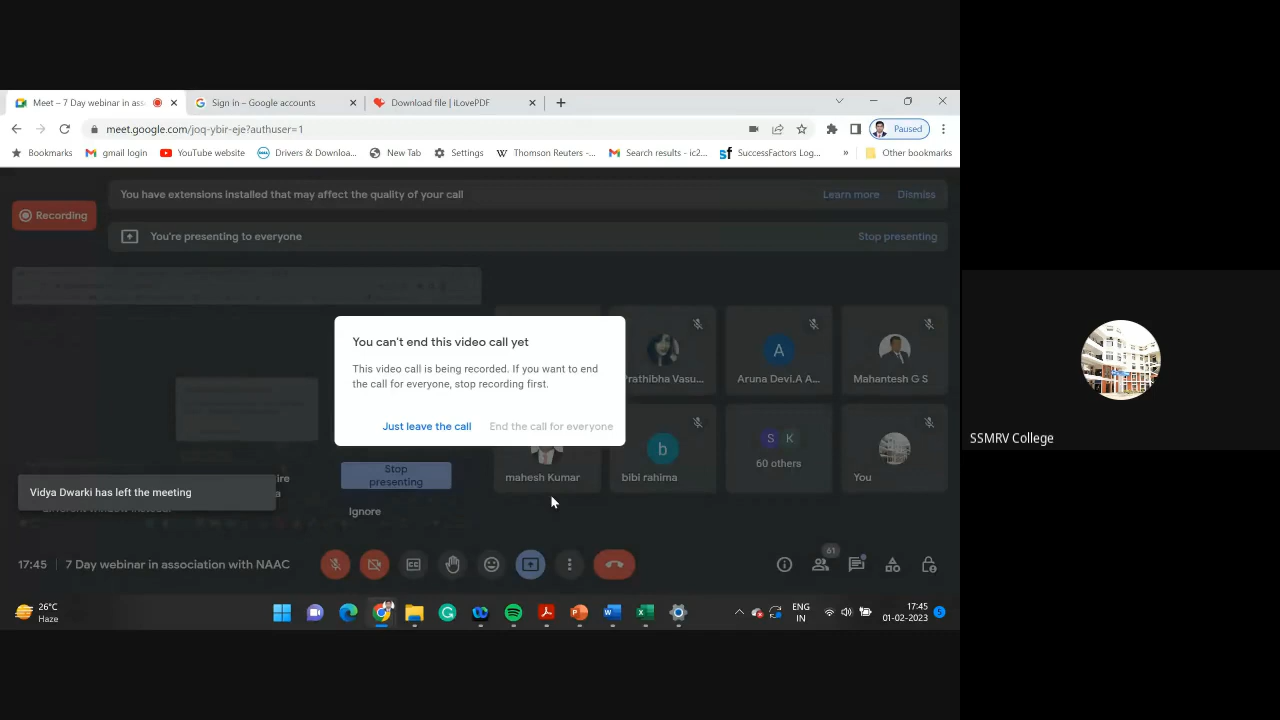 Meet – 7 Day webinar in ass
Sign in – Google accounts
Download file | iLovePDF
meet.google.com/joq-ybir-eje?authuser=1
Paused
Bookmarks
gmail login
YouTube website
Drivers & Downloa...
New Tab
Settings
Thomson Reuters -...
Search results - ic2...
SuccessFactors Log...
»
Other bookmarks
You have extensions installed that may affect the quality of your call
Learn more
Dismiss
Recording
You're presenting to everyone
Stop presenting
You can't end this video call yet
This video call is being recorded. If you want to end
the call for everyone, stop recording first.
Just leave the call
End the call for everyone
Prathibha Vasu...
A
Aruna Devi.A A...
Mahantesh G S
mahesh Kumar
b
bibi rahima
S K
60 others
You
Stop
presenting
Ignore
Vidya Dwarki has left the meeting
SSMRV College
17:45 | 7 Day webinar in association with NAAC
61
26°C
Haze
ENG
IN
17:45
01-02-2023
5